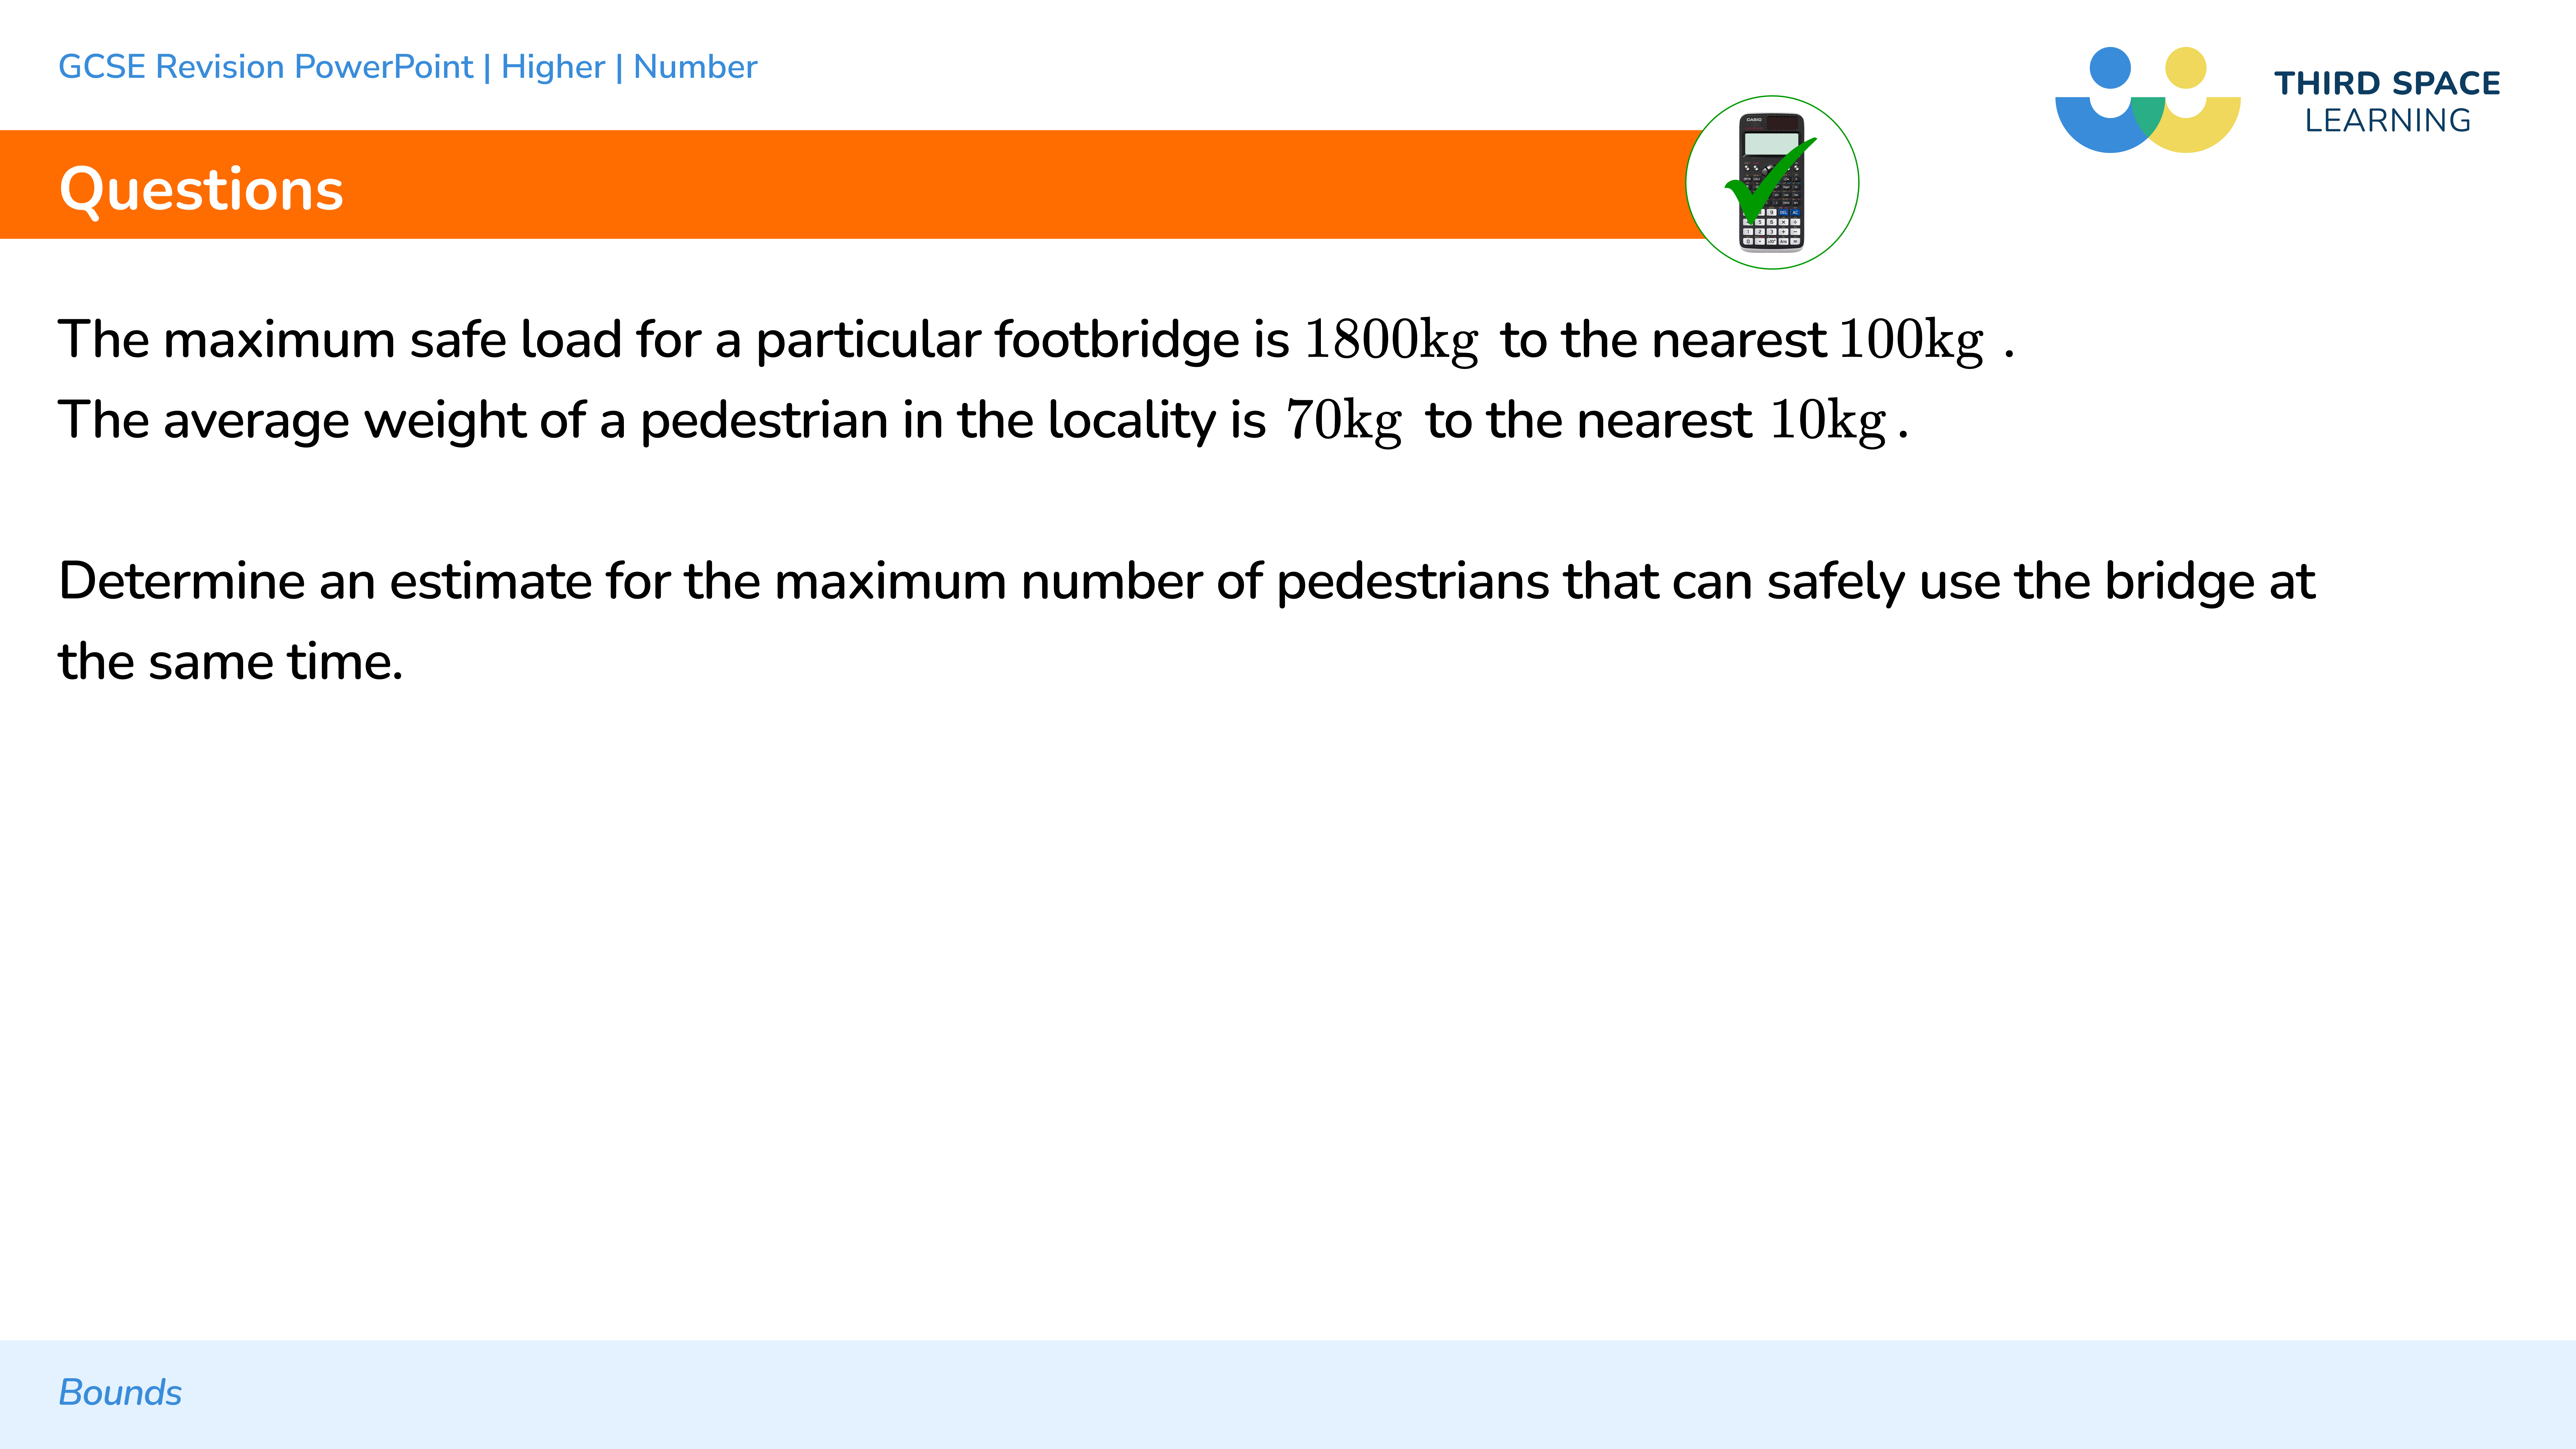 GCSE Revision PowerPoint | Higher | Number
THIRD SPACE
LEARNING
Questions
The maximum safe load for a particular footbridge is 1800kg to the nearest 100kg .
The average weight of a pedestrian in the locality is 70kg to the nearest 10kg .
Determine an estimate for the maximum number of pedestrians that can safely use the bridge at
the same time.
Bounds